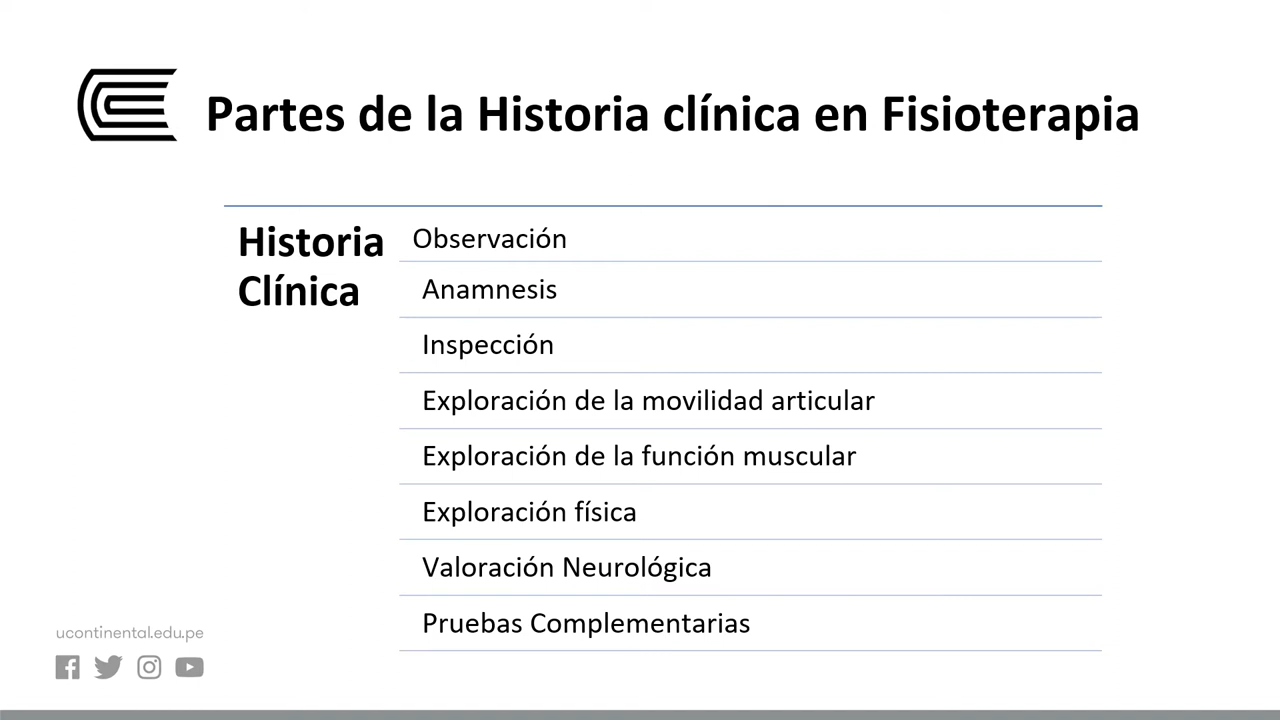 Partes de la Historia clínica en Fisioterapia
Historia
Clínica
Observación
Anamnesis
Inspección
Exploración de la movilidad articular
Exploración de la función muscular
Exploración física
Valoración Neurológica
Pruebas Complementarias
ucontinental.edu.pe